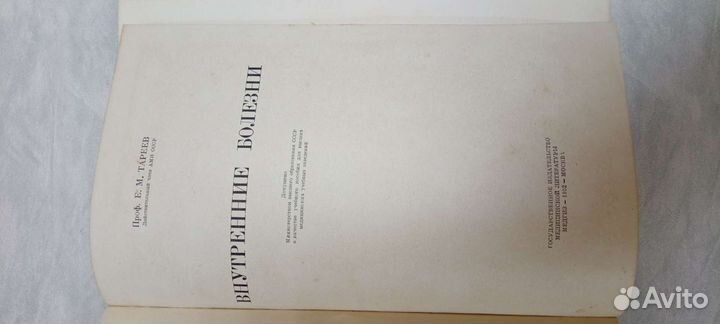 Проф. Е. М. ТАРЕЕВ
Действительный член АМН СССР
ВНУТРЕННИЕ БОЛЕЗНИ
Допущено
Министерством высшего образования СССР
в качестве учебного пособия для высших
медицинских учебных заведений
ГОСУДАРСТВЕННОЕ ИЗДАТЕЛЬСТВО
МЕДИЦИНСКОЙ ЛИТЕРАТУРЫ
МЕДГИЗ — 1952 — МОСКВА
Avito